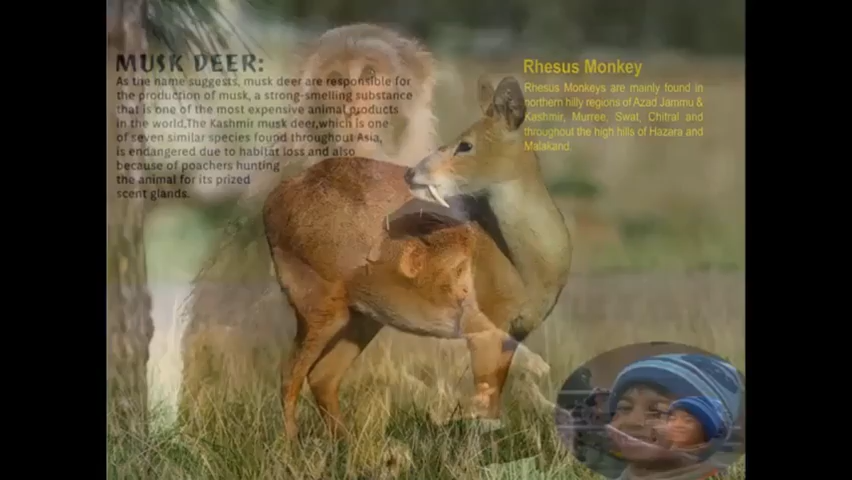 MUSK DEER:
As the name suggests, musk deer are responsible for
the production of musk, a strong-smelling substance
that is one of the most expensive animal products
in the world,The Kashmir musk deer,which is one
of seven similar species found throughout Asia,
is endangered due to habitat loss and also
because of poachers hunting
the animal for its prized
scent glands.
Rhesus Monkey
Rhesus Monkeys are mainly found in
northern hilly regions of Azad Jammu &
Kashmir, Murree, Swat, Chitral and
throughout the high hills of Hazara and
Malakand.